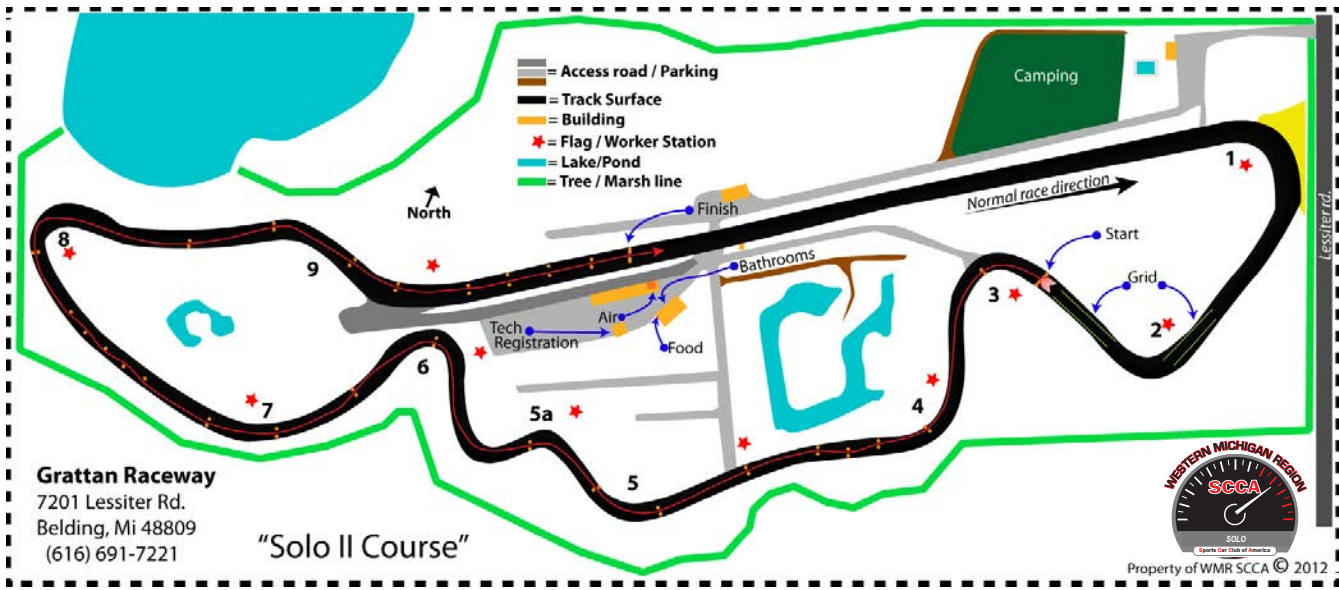 = Access road / Parking
= Track Surface
= Building
= Flag / Worker Station
= Lake/Pond
= Tree / Marsh line
Camping
1
Normal race direction
Lessiter rd.
North
Finish
Start
8
9
Bathrooms
3
Grid
2
Air
Tech
Registration
Food
6
7
5a
4
5
Grattan Raceway
7201 Lessiter Rd.
Belding, Mi 48809
(616) 691-7221
"Solo II Course"
WESTERN MICHIGAN REGION
SCCA
SOLO
Sports Car Club of America
Property of WMR SCCA © 2012